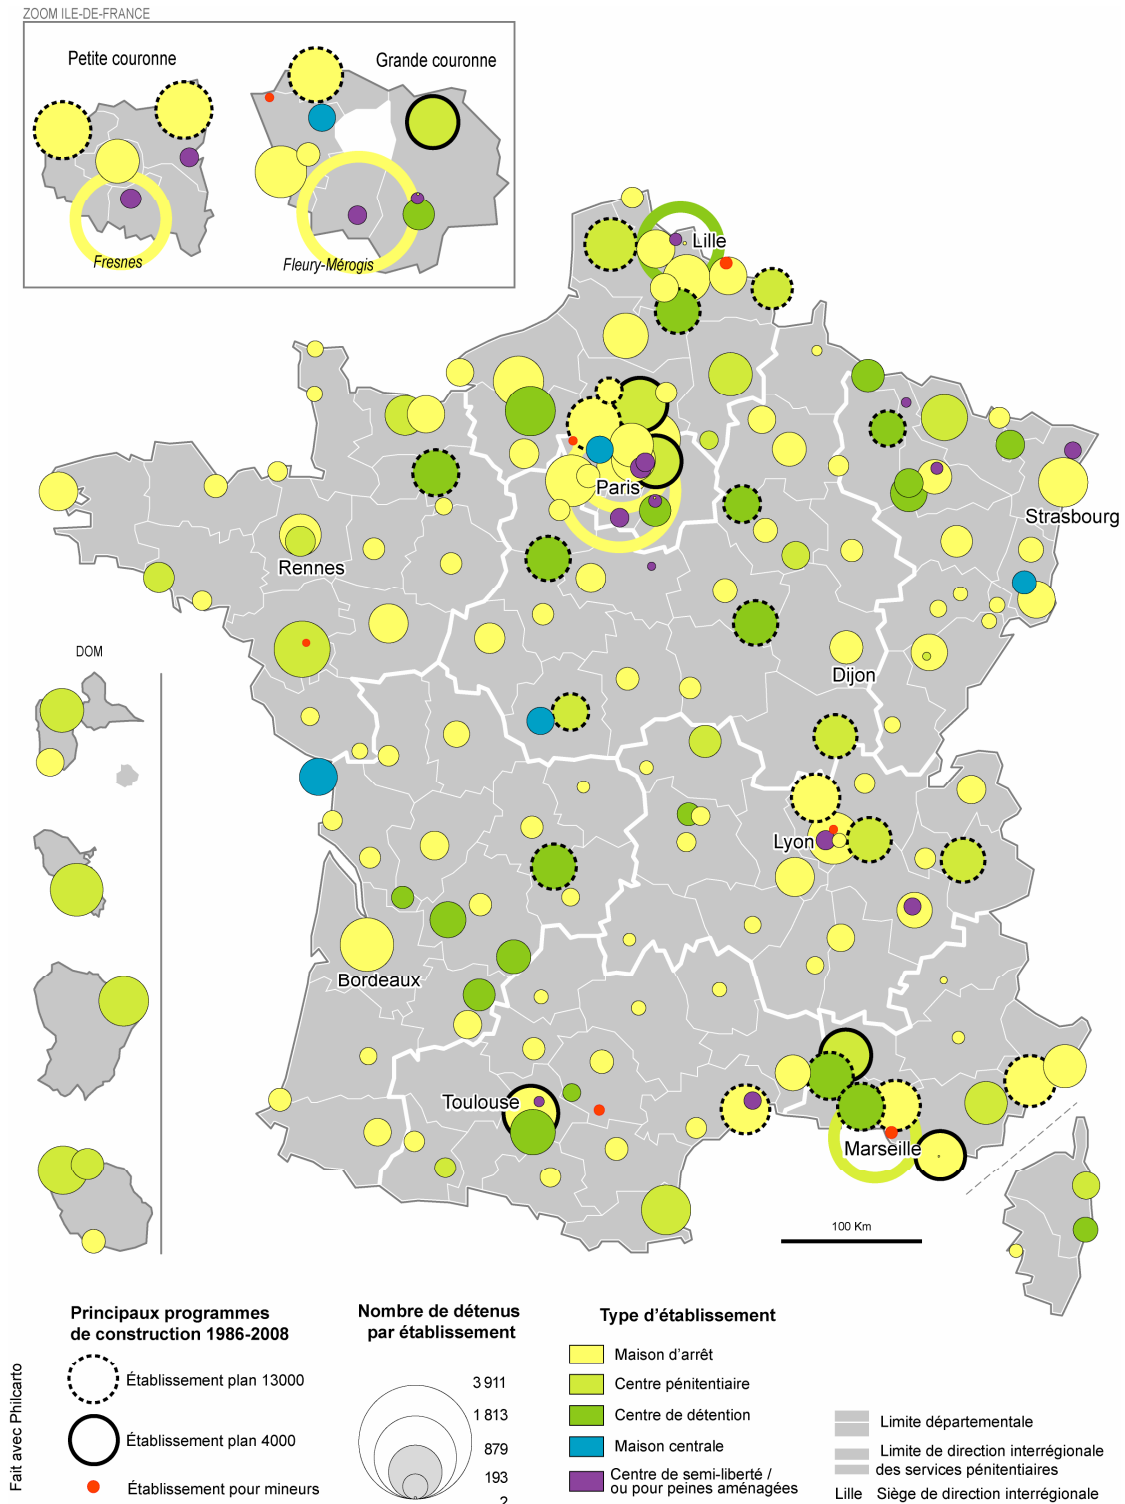 ZOOM ILE-DE-FRANCE
Petite couronne
Grande couronne
Fresnes
Fleury-Mérogis
Lille
Paris
Strasbourg
Rennes
Dijon
DOM
Lyon
Bordeaux
Toulouse
Marseille
100 Km
Principaux programmes
de construction 1986-2008
Établissement plan 13000
Établissement plan 4000
Établissement pour mineurs
Nombre de détenus
par établissement
3 911
1 813
879
193
2
Type d'établissement
Maison d'arrêt
Centre pénitentiaire
Centre de détention
Maison centrale
Centre de semi-liberté /
ou pour peines aménagées
Limite départementale
Limite de direction interrégionale
des services pénitentiaires
Lille Siège de direction interrégionale
Fait avec Philcarto